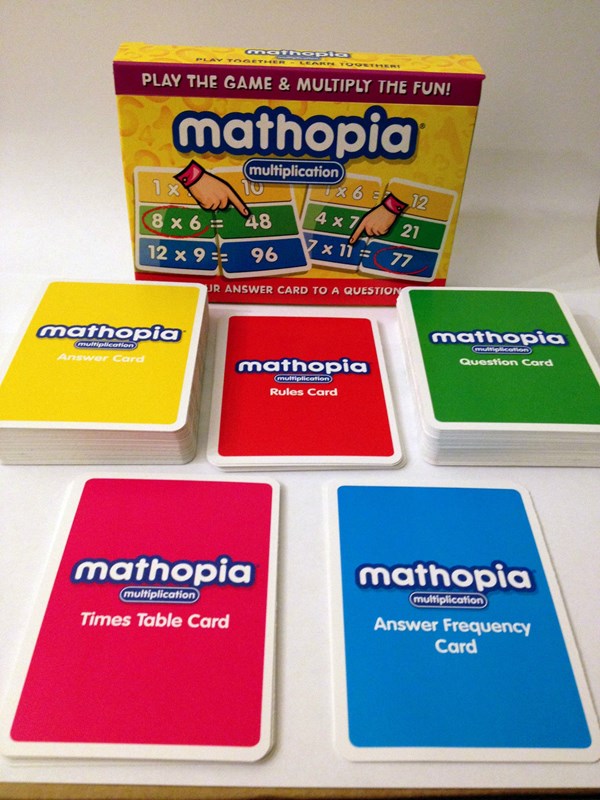 mathopia
PLAY TOGETHER - LEARN TOGETHER!
PLAY THE GAME & MULTIPLY THE FUN!
mathopia
multiplication
1 x 10
8 x 6 = 48
12 x 9 = 96
1 x 6 = 12
4 x 7 21
7 x 11 = 77
UR ANSWER CARD TO A QUESTION
mathopia
multiplication
Answer Card
mathopia
multiplication
Rules Card
mathopia
multiplication
Question Card
mathopia
multiplication
Times Table Card
mathopia
multiplication
Answer Frequency
Card